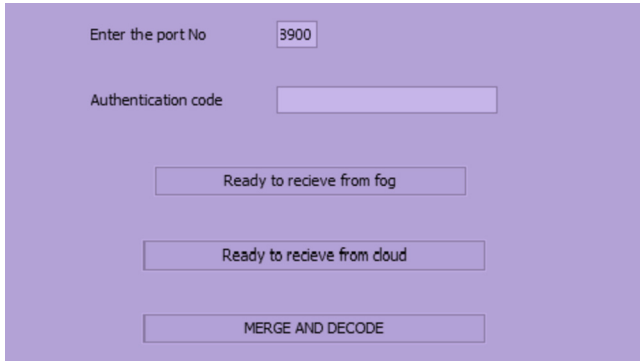 Enter the port No 3900
Authentication code
Ready to recieve from fog
Ready to recieve from cloud
MERGE AND DECODE